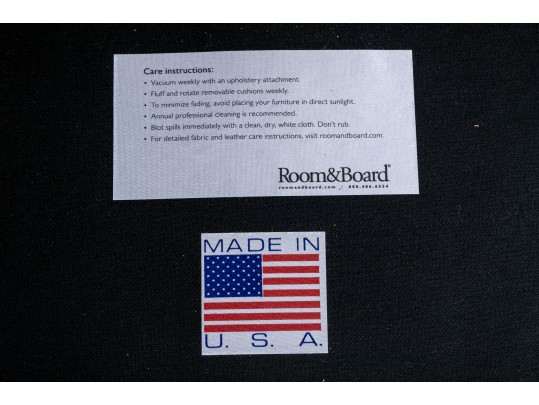 Care instructions:
• Vacuum weekly with an upholstery attachment.
• Fluff and rotate removable cushions weekly.
• To minimize fading, avoid placing your furniture in direct sunlight.
• Annual professional cleaning is recommended.
• Blot spills immediately with a clean, dry, white cloth. Don't rub.
• For detailed fabric and leather care instructions, visit roomandboard.com.
Room&Board®
roomandboard.com
MADE IN
U. S. A.